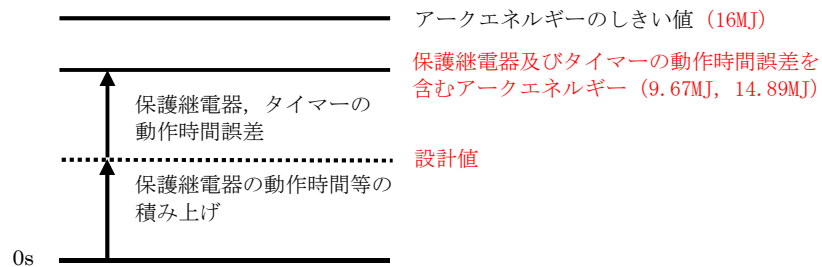 アークエネルギーのしきい値（16MJ）
保護継電器及びタイマーの動作時間誤差を
含むアークエネルギー（9.67MJ, 14.89MJ）
保護継電器，タイマーの
動作時間誤差
設計値
保護継電器の動作時間等の
積み上げ
0s